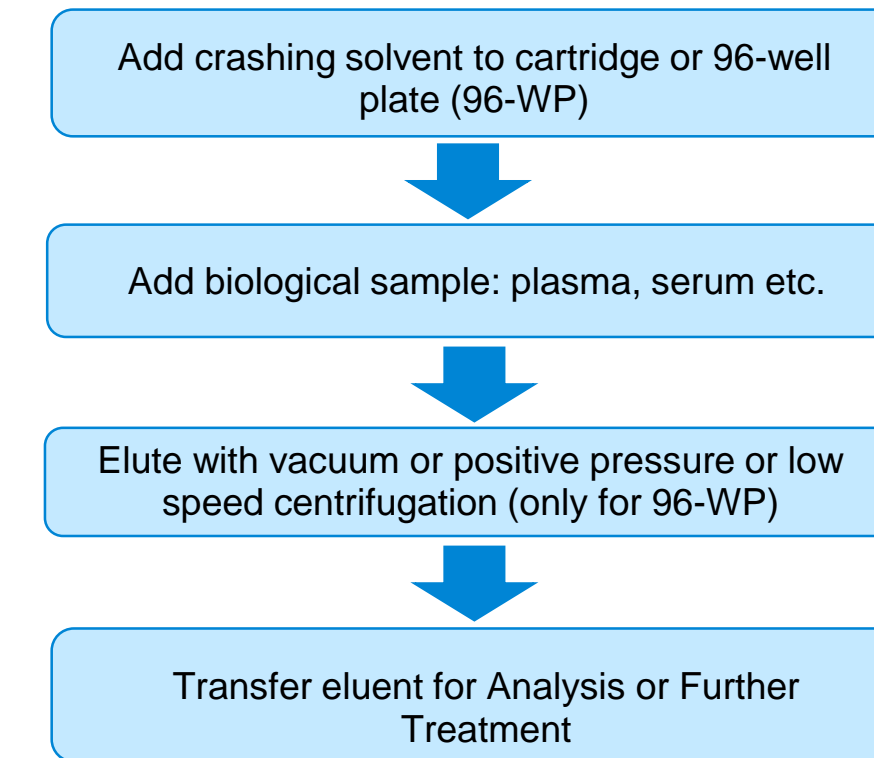 Add crashing solvent to cartridge or 96-well
plate (96-WP)
Add biological sample: plasma, serum etc.
Elute with vacuum or positive pressure or low
speed centrifugation (only for 96-WP)
Transfer eluent for Analysis or Further
Treatment